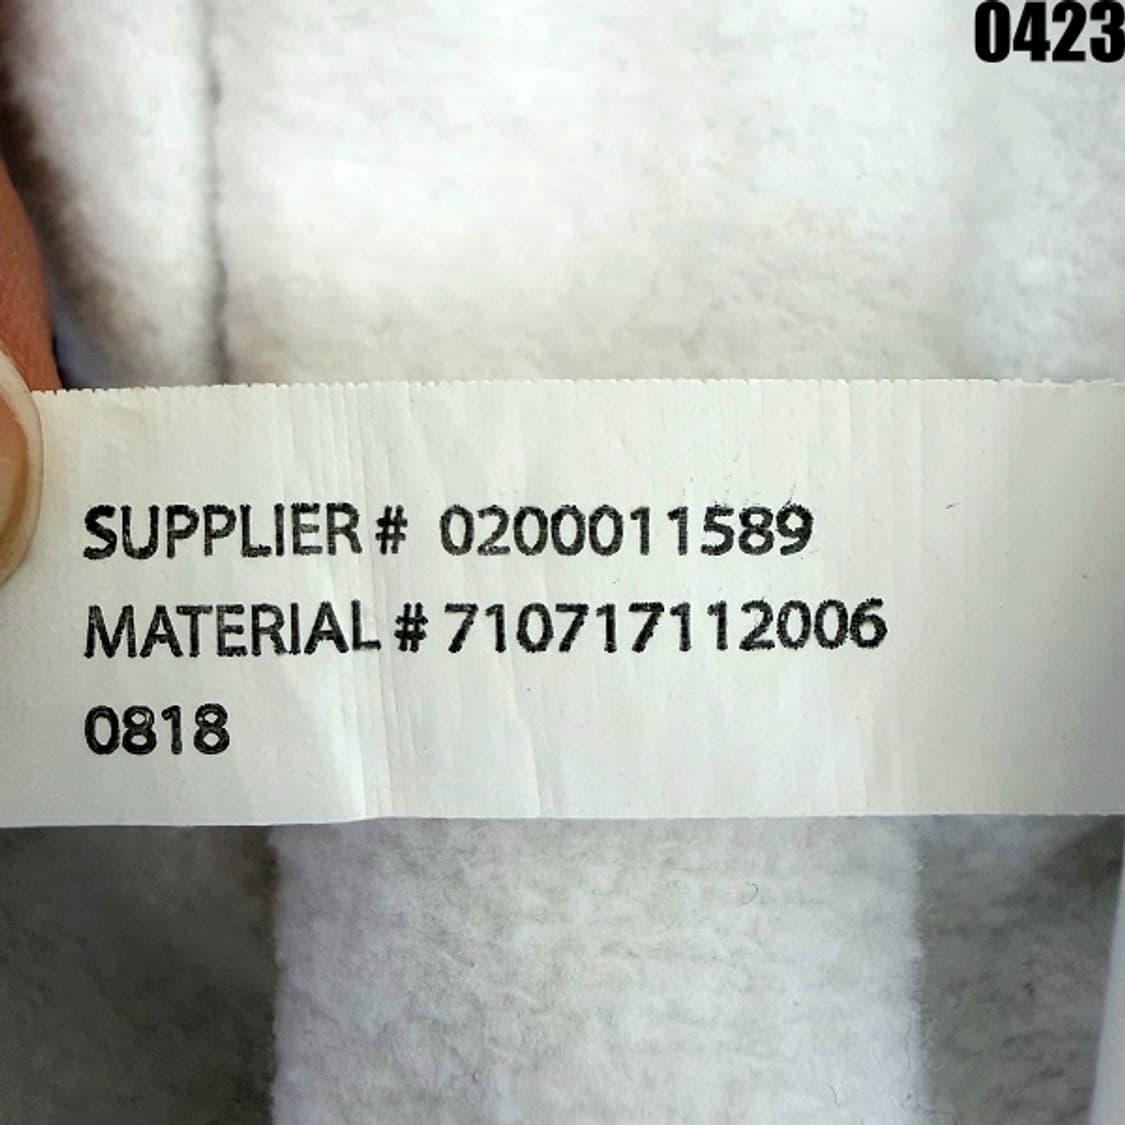 0423
SUPPLIER # 0200011589
MATERIAL # 710717112006
0818